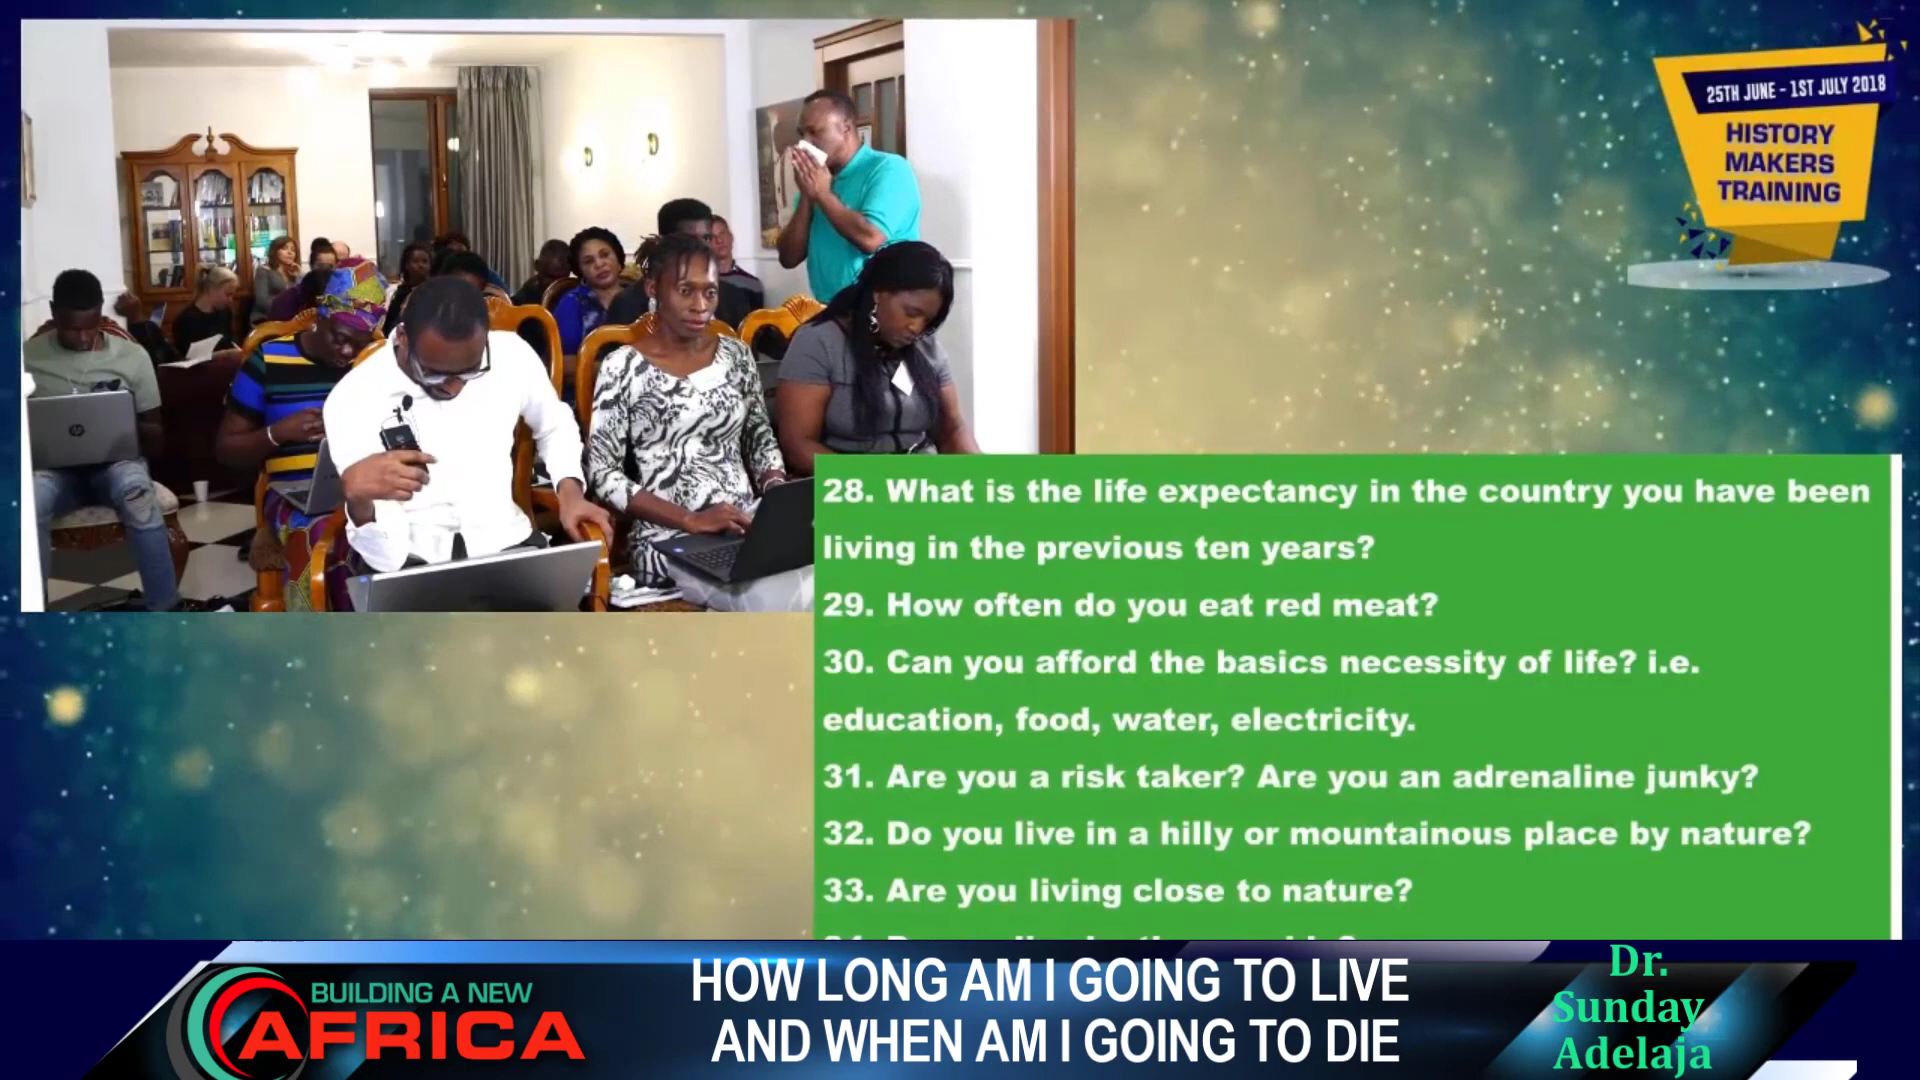 25TH JUNE - 1ST JULY 2018
HISTORY
MAKERS
TRAINING
28. What is the life expectancy in the country you have been
living in the previous ten years?
29. How often do you eat red meat?
30. Can you afford the basics necessity of life? i.e.
education, food, water, electricity.
31. Are you a risk taker? Are you an adrenaline junky?
32. Do you live in a hilly or mountainous place by nature?
33. Are you living close to nature?
BUILDING A NEW
AFRICA
HOW LONG AM I GOING TO LIVE
AND WHEN AM I GOING TO DIE
Dr.
Sunday
Adelaja
hp